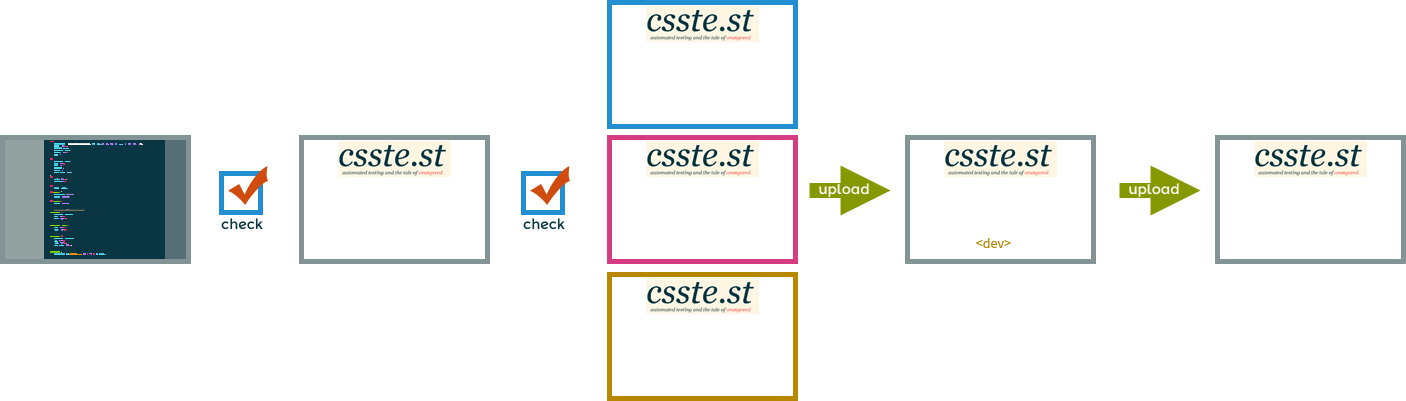 csste.st
automated testing and the tale of orangered
check
csste.st
automated testing and the tale of orangered
check
csste.st
automated testing and the tale of orangered
csste.st
automated testing and the tale of orangered
upload
csste.st
automated testing and the tale of orangered
<dev>
upload
csste.st
automated testing and the tale of orangered